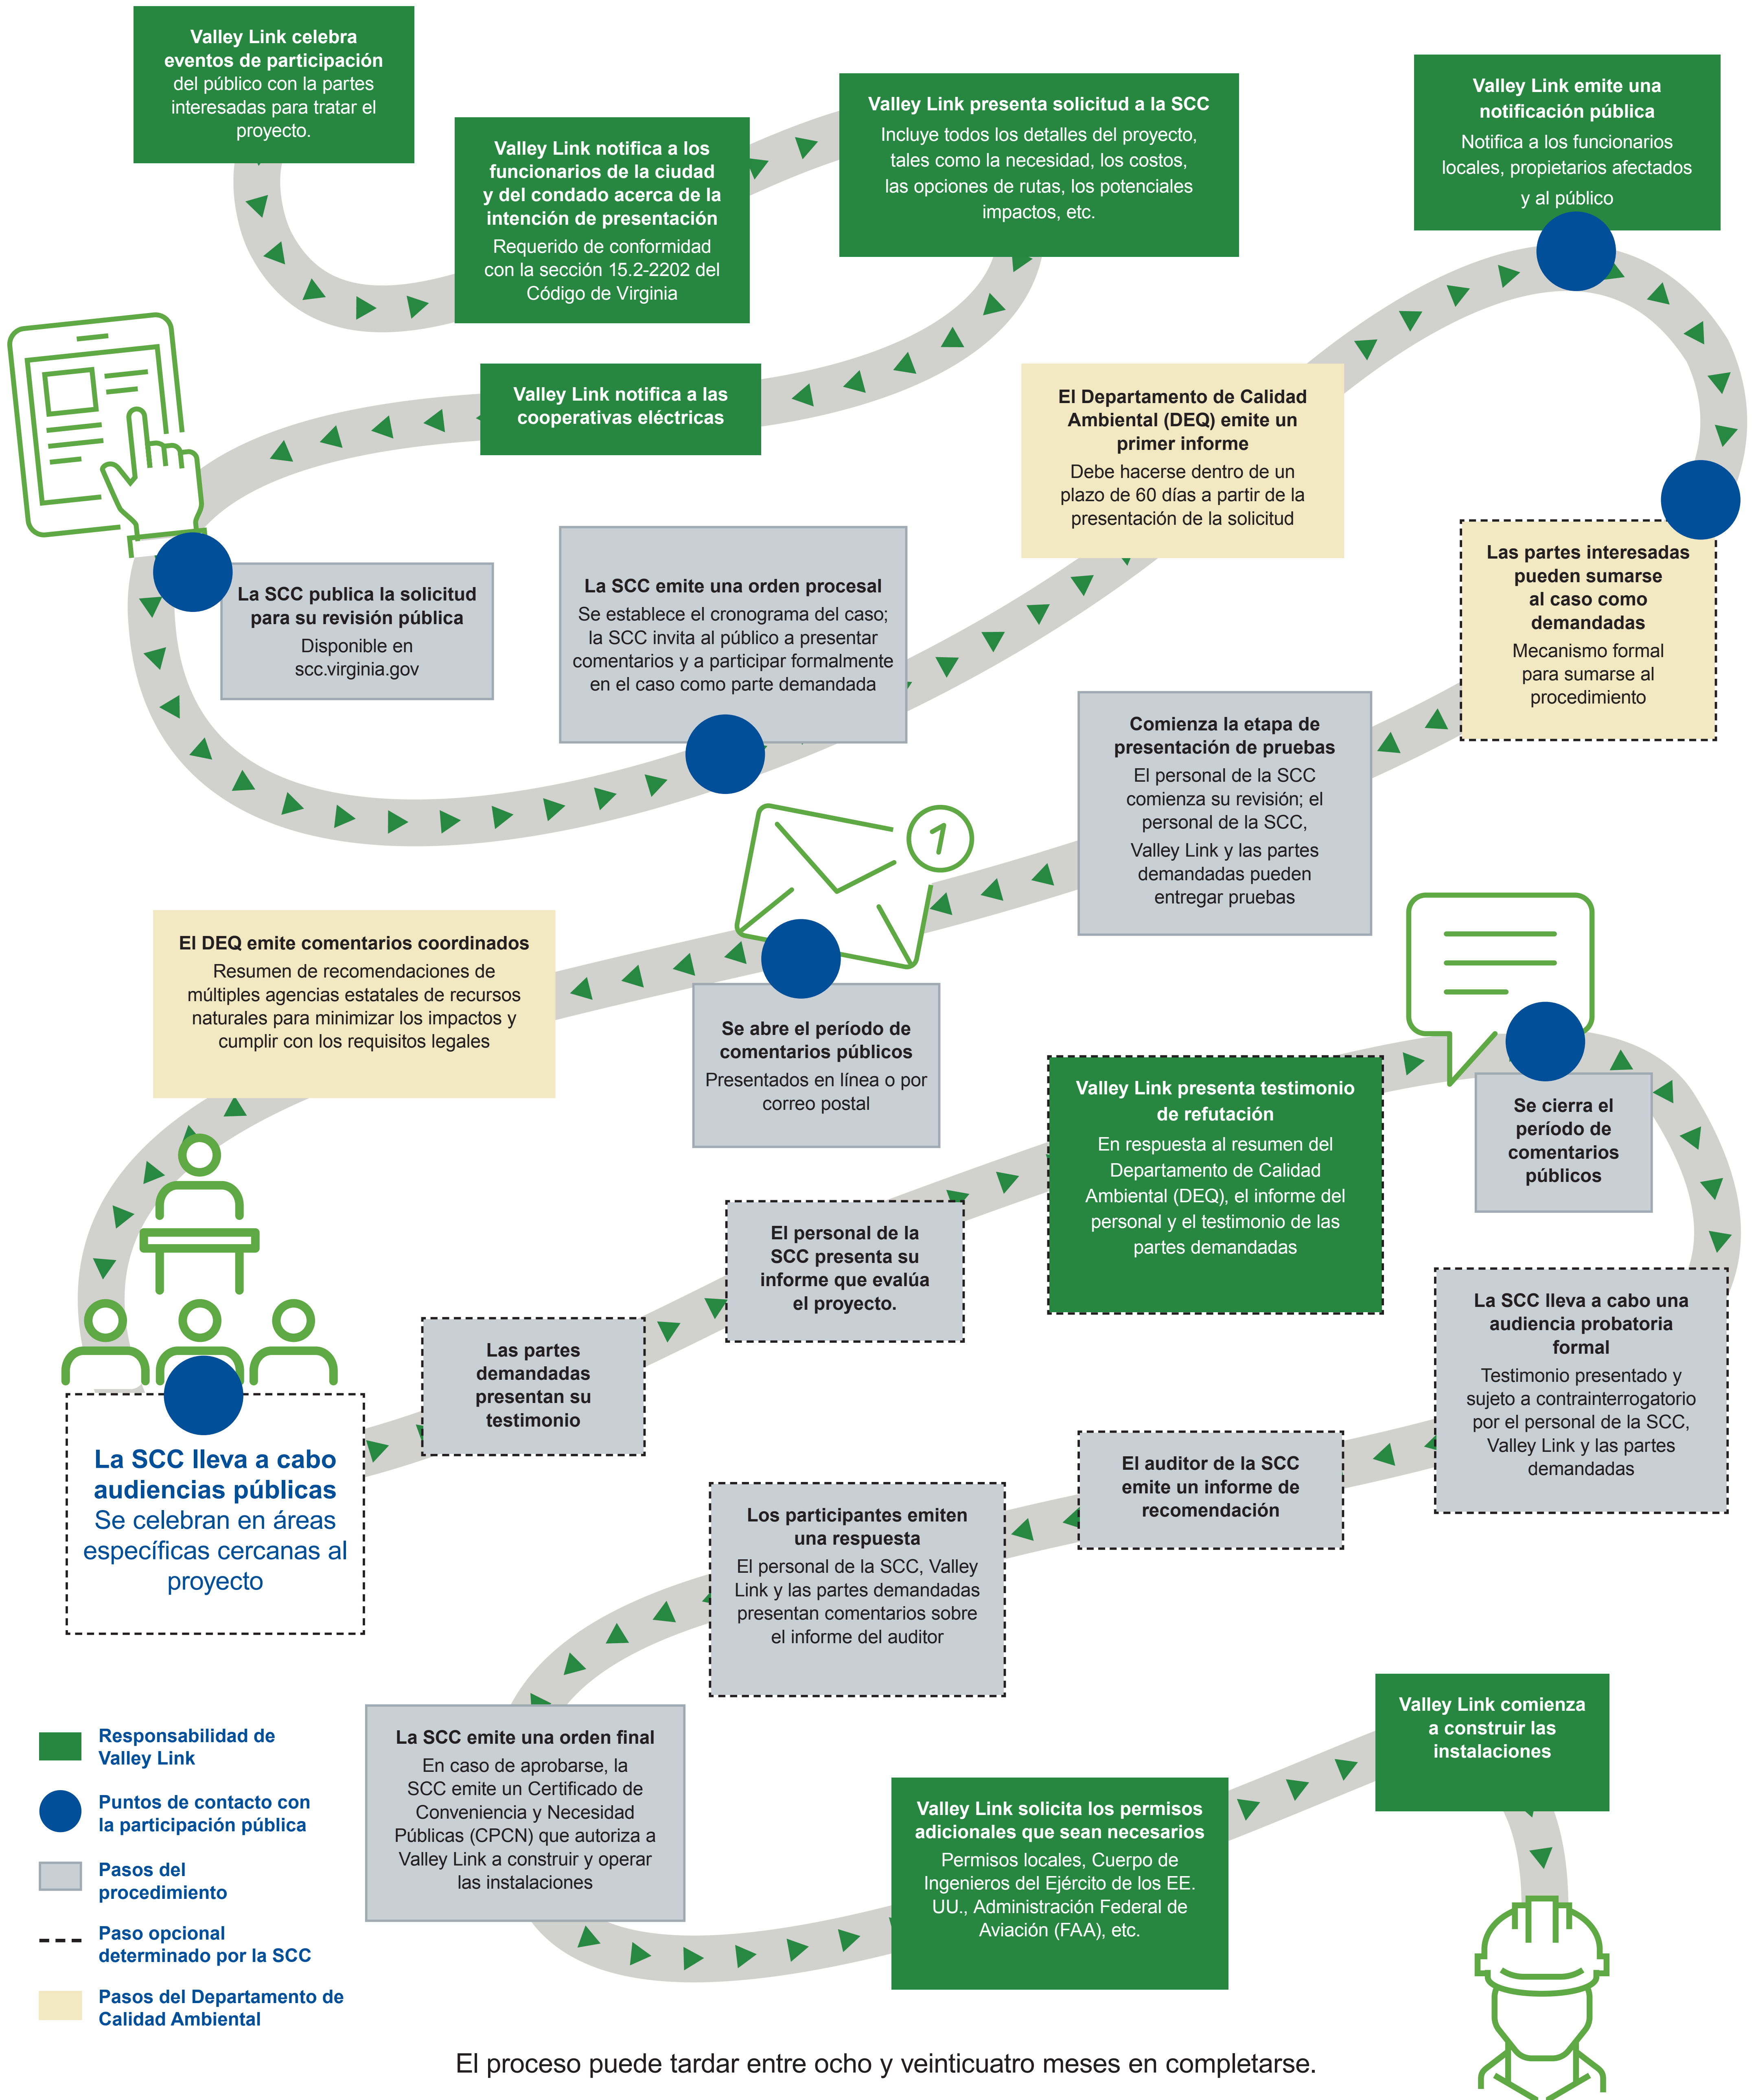 Valley Link celebra
eventos de participación
del público con la partes
interesadas para tratar el
proyecto.
Valley Link notifica a los
funcionarios de la ciudad
y del condado acerca de la
intención de presentación
Requerido de conformidad
con la sección 15.2-2202 del
Código de Virginia
Valley Link presenta solicitud a la SCC
Incluye todos los detalles del proyecto,
tales como la necesidad, los costos,
las opciones de rutas, los potenciales
impactos, etc.
Valley Link notifica a las
cooperativas eléctricas
La SCC publica la solicitud
para su revisión pública
Disponible en
scc.virginia.gov
La SCC emite una orden procesal
Se establece el cronograma del caso;
la SCC invita al público a presentar
comentarios y a participar formalmente
en el caso como parte demandada
El Departamento de Calidad
Ambiental (DEQ) emite un
primer informe
Debe hacerse dentro de un
plazo de 60 días a partir de la
presentación de la solicitud
Valley Link emite una
notificación pública
Notifica a los funcionarios
locales, propietarios afectados
y al público
Las partes interesadas
pueden sumarse
al caso como
demandadas
Mecanismo formal
para sumarse al
procedimiento
Comienza la etapa de
presentación de pruebas
El personal de la SCC
comienza su revisión; el
personal de la SCC,
Valley Link y las partes
demandadas pueden
entregar pruebas
1
Se abre el período de
comentarios públicos
Presentados en línea o por
correo postal
El DEQ emite comentarios coordinados
Resumen de recomendaciones de
múltiples agencias estatales de recursos
naturales para minimizar los impactos y
cumplir con los requisitos legales
La SCC lleva a cabo
audiencias públicas
Se celebran en áreas
específicas cercanas al
proyecto
Las partes
demandadas
presentan su
testimonio
El personal de la
SCC presenta su
informe que evalúa
el proyecto.
Valley Link presenta testimonio
de refutación
En respuesta al resumen del
Departamento de Calidad
Ambiental (DEQ), el informe del
personal y el testimonio de las
partes demandadas
Se cierra el
período de
comentarios
públicos
La SCC lleva a cabo una
audiencia probatoria
formal
Testimonio presentado y
sujeto a contrainterrogatorio
por el personal de la SCC,
Valley Link y las partes
demandadas
El auditor de la SCC
emite un informe de
recomendación
Los participantes emiten
una respuesta
El personal de la SCC, Valley
Link y las partes demandadas
presentan comentarios sobre
el informe del auditor
La SCC emite una orden final
En caso de aprobarse, la
SCC emite un Certificado de
Conveniencia y Necesidad
Públicas (CPCN) que autoriza a
Valley Link a construir y operar
las instalaciones
Valley Link solicita los permisos
adicionales que sean necesarios
Permisos locales, Cuerpo de
Ingenieros del Ejército de los EE.
UU., Administración Federal de
Aviación (FAA), etc.
Valley Link comienza
a construir las
instalaciones
Responsabilidad de
Valley Link
Puntos de contacto con
la participación pública
Pasos del
procedimiento
Paso opcional
determinado por la SCC
Pasos del Departamento de
Calidad Ambiental
El proceso puede tardar entre ocho y veinticuatro meses en completarse.